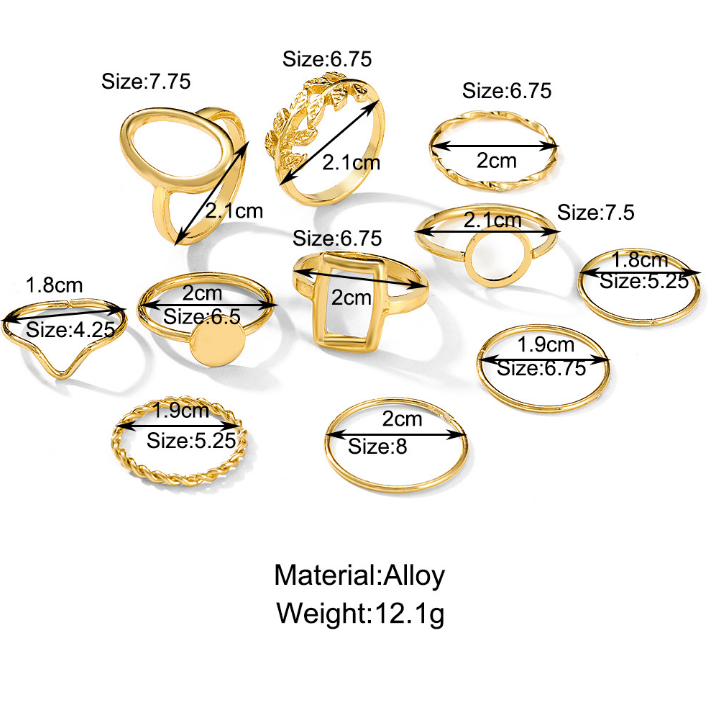 Size:7.75
Size:6.75
Size:6.75
2.1cm
2cm
2.1cm
2.1cm
Size:7.5
Size:6.75
1.8cm
Size:5.25
1.8cm
Size:4.25
2cm
Size:6.5
2cm
1.9cm
Size:6.75
1.9cm
Size:5.25
2cm
Size:8
Material:Alloy
Weight:12.1g